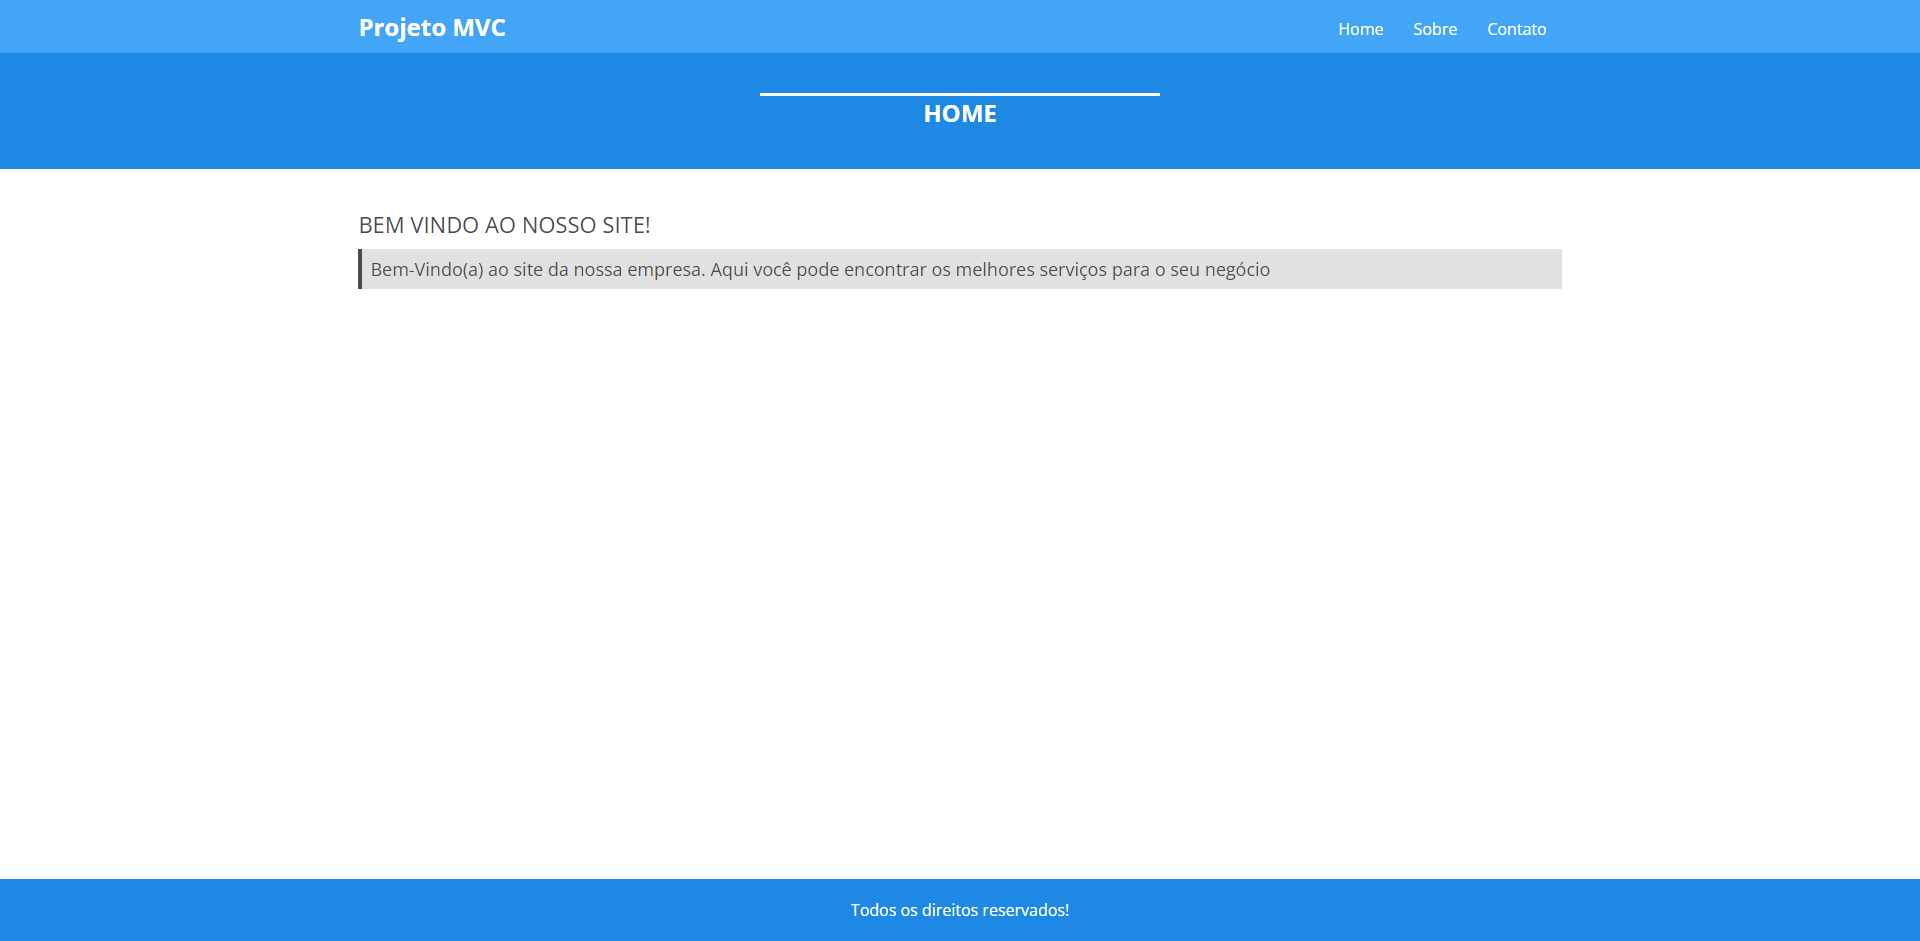 Projeto MVC
Home Sobre Contato
HOME
BEM VINDO AO NOSSO SITE!
Bem-Vindo(a) ao site da nossa empresa. Aqui você pode encontrar os melhores serviços para o seu negócio
Todos os direitos reservados!